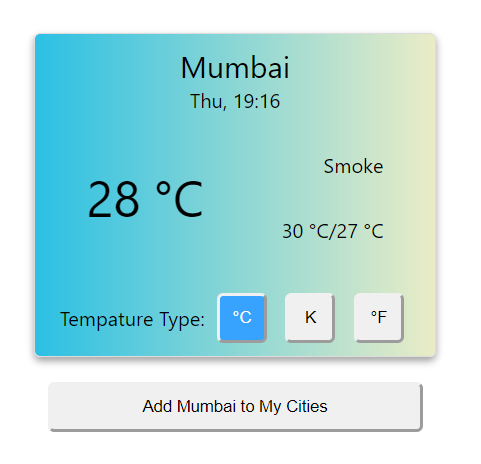 Mumbai
Thu, 19:16
Smoke
28 °C
30 °C/27 °C
Tempature Type: °C K °F
Add Mumbai to My Cities